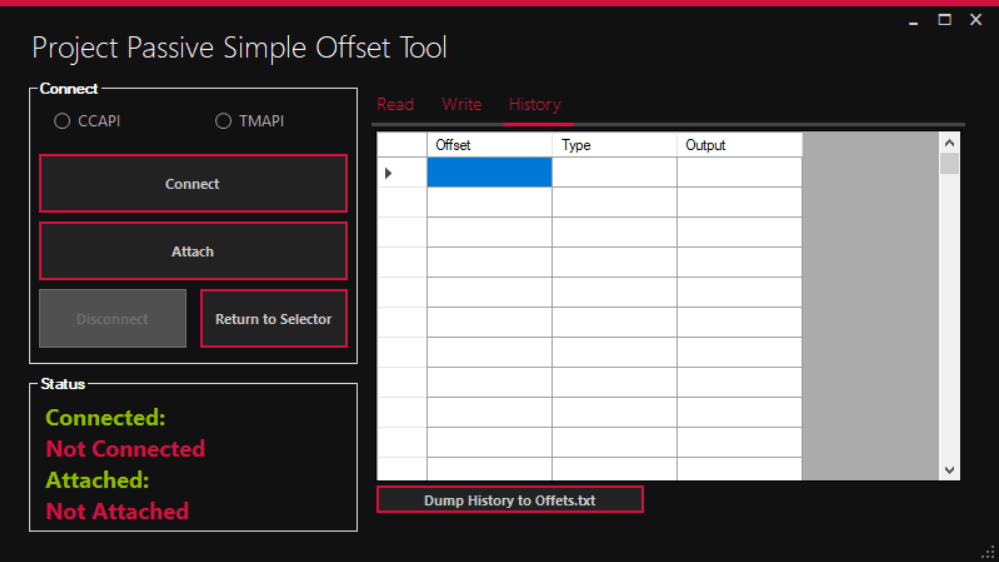 Project Passive Simple Offset Tool
Connect
CCAPI
TMAPI
Connect
Attach
Disconnect
Return to Selector
Status
Connected:
Not Connected
Attached:
Not Attached
Read Write History
Offset Type Output
Dump History to Offets.txt